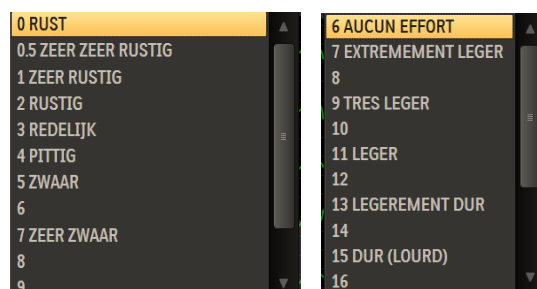 0 RUST
0.5 ZEER ZEER RUSTIG
1 ZEER RUSTIG
2 RUSTIG
3 REDELIJK
4 PITTIG
5 ZWAAR
6
7 ZEER ZWAAR
8
9
6 AUCUN EFFORT
7 EXTREMEMENT LEGER
8
9 TRES LEGER
10
11 LEGER
12
13 LEGEREMENT DUR
14
15 DUR (LOURD)
16